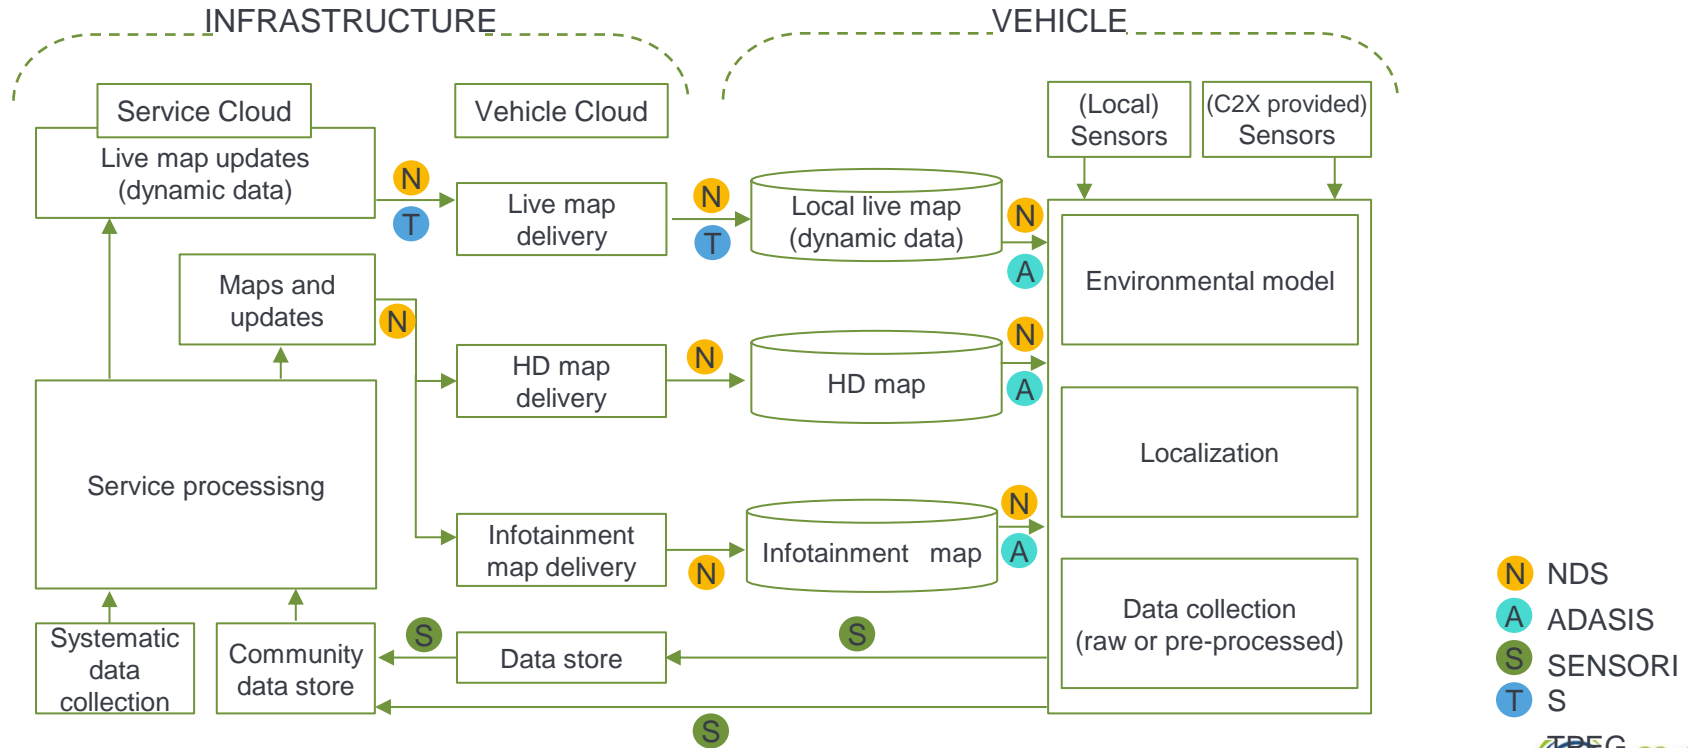 INFRASTRUCTURE
VEHICLE
Service Cloud
Vehicle Cloud
(Local)
Sensors
(C2X provided)
Sensors
Live map updates
(dynamic data)
N
T
Live map
delivery
N
T
Local live map
(dynamic data)
N
A
Environmental model
Maps and
updates
N
HD map
delivery
N
HD map
N
A
Localization
Service processisng
Infotainment
map delivery
N
Infotainment map
N
A
Data collection
(raw or pre-processed)
Systematic
data
collection
Community
data store
S
Data store
S
S
N NDS
A ADASIS
S SENSORI
T S
TPEG